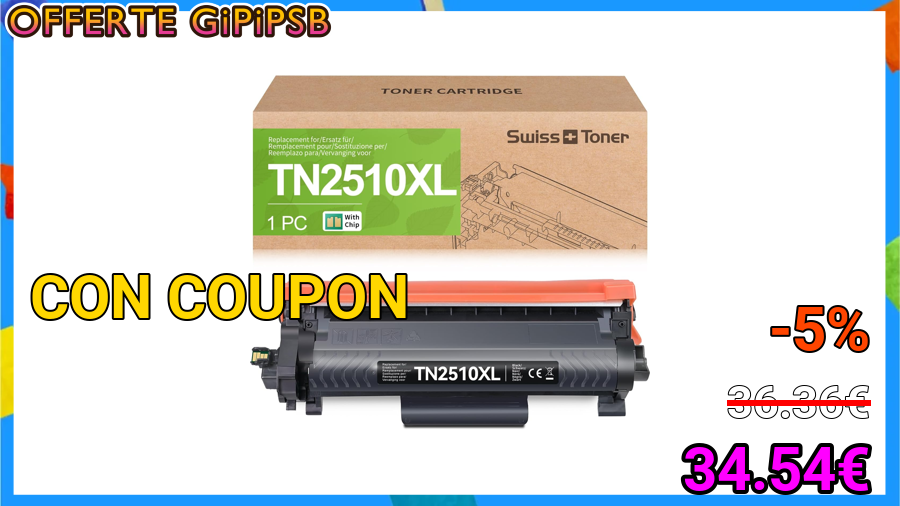 OFFERTE GiPiPSB
TONER CARTRIDGE
Replacement for/Ersatz für/
Remplacement pour/Sostituzione per/
Reemplazo para/Vervanging voor
Swiss Toner
TN2510XL
1 PC
With
Chip
CON COUPON
-5%
TN2510XL
CE
36.36€
34.54€